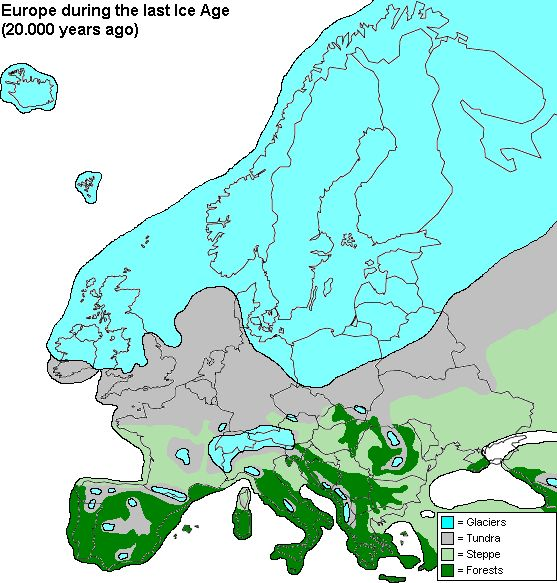 Europe during the last Ice Age
(20.000 years ago)
= Glaciers
= Tundra
= Steppe
= Forests